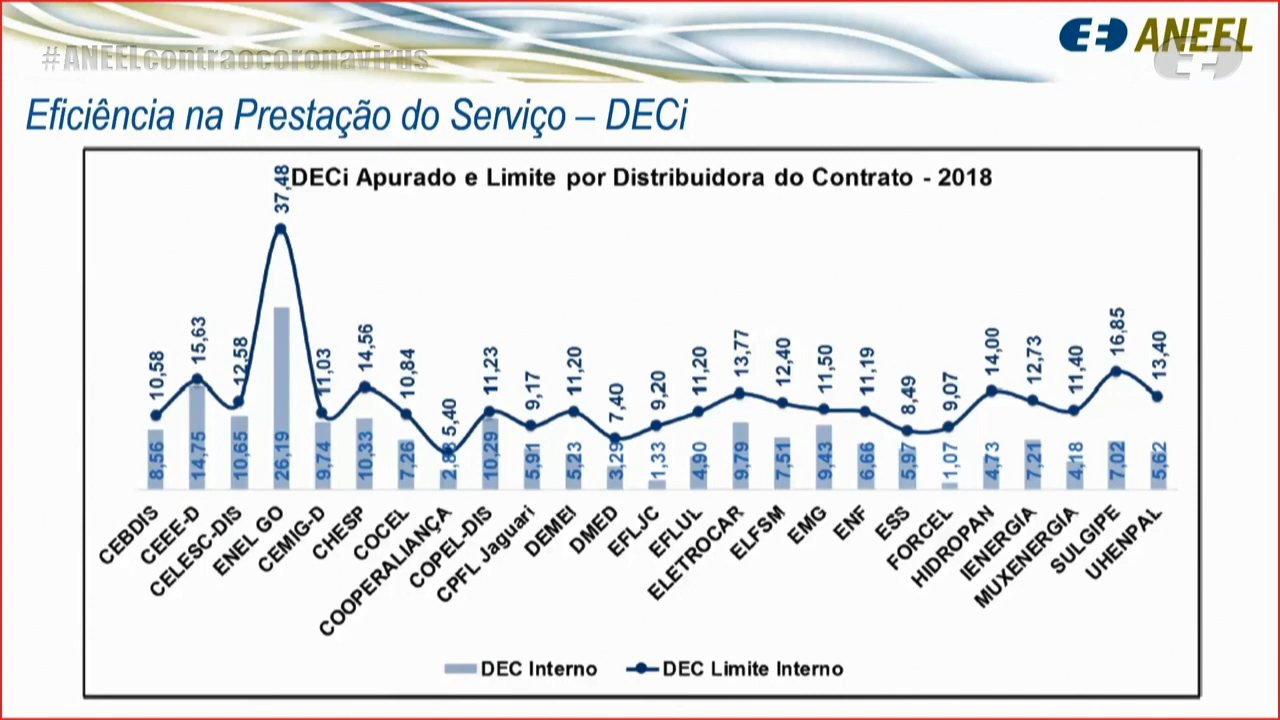 #ANEELcontraocoronavirus
ANEEL
Eficiência na Prestação do Serviço – DECi
DECi Apurado e Limite por Distribuidora do Contrato - 2018
10,58 15,63 12,58 37,48 11,03 14,56 10,84 5,40 11,23 9,17 11,20 7,40 9,20 11,20 13,77 12,40 11,50 11,19 8,49 9,07 14,00 12,73 11,40 16,85 13,40
8,56 14,75 10,65 26,19 9,74 10,33 7,26 10,29 5,91 5,23 3,29 1,33 4,90 9,79 7,51 9,43 6,66 5,97 1,07 4,73 7,21 4,18 7,02 5,62
CEBDIS CEEE-D CELESC-DIS ENEL GO CEMIG-D CHESP COCEL COOPERALIANÇA COPEL-DIS CPFL Jaguari DEMEI DMED EFLJC EFLUL ELETROCAR ELFSM EMG ENF ESS FORCEL HIDROPAN IENERGIA MUXENERGIA SULGIPE UHENPAL
DEC Interno DEC Limite Interno